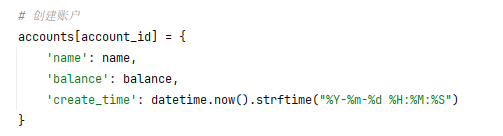 # 创建账户
accounts[account_id] = {
    'name': name,
    'balance': balance,
    'create_time': datetime.now().strftime("%Y-%m-%d %H:%M:%S")
}